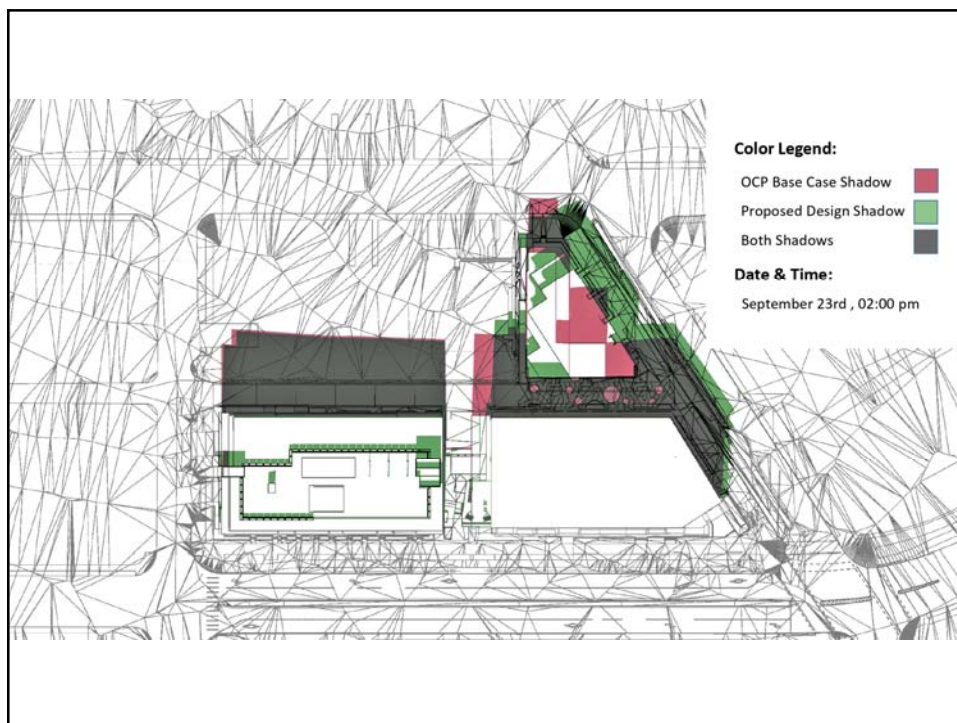 Color Legend:
OCP Base Case Shadow
Proposed Design Shadow
Both Shadows
Date & Time:
September 23rd , 02:00 pm